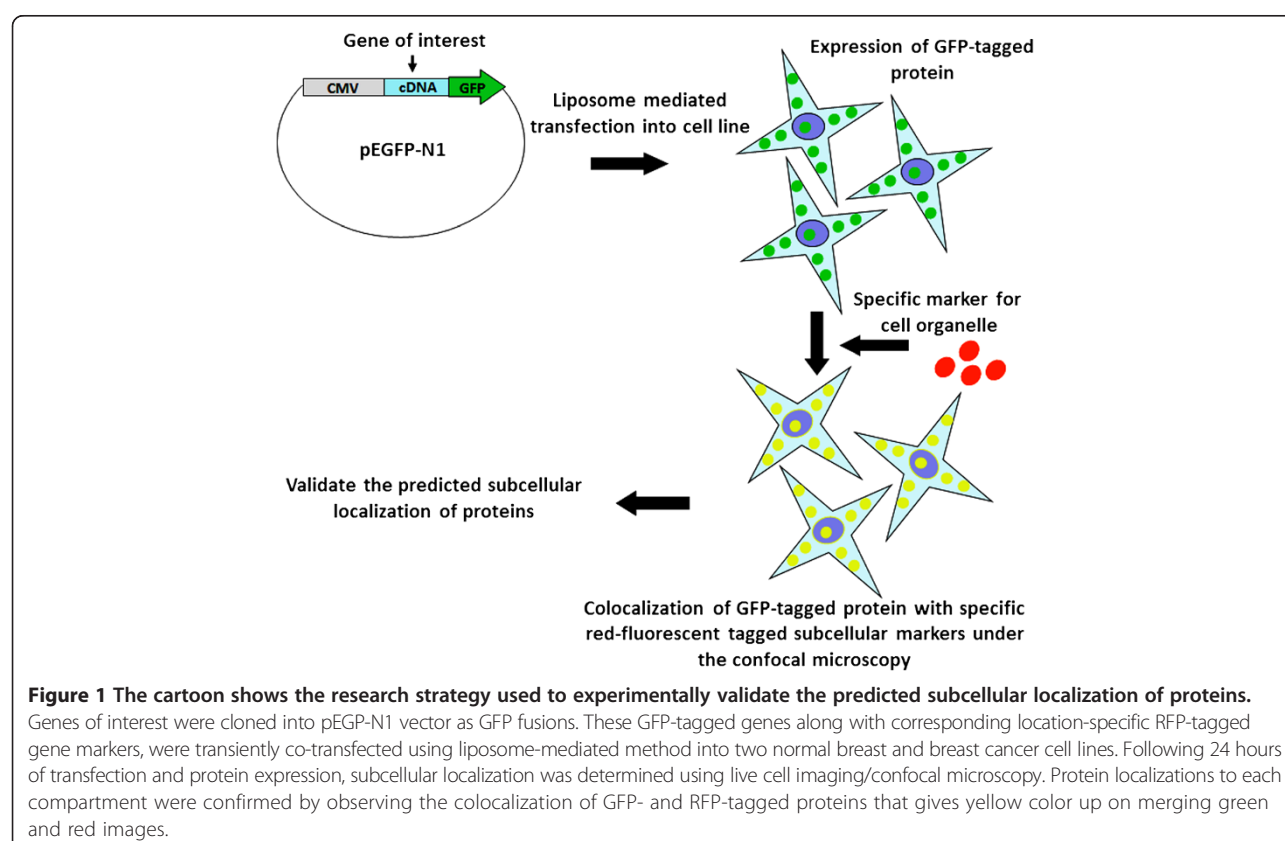 Gene of interest
CMV
cDNA
GFP
pEGFP-N1
Liposome mediated
transfection into cell line
Expression of GFP-tagged
protein
Specific marker for
cell organelle
Validate the predicted subcellular
localization of proteins
Colocalization of GFP-tagged protein with specific
red-fluorescent tagged subcellular markers under
the confocal microscopy
Figure 1 The cartoon shows the research strategy used to experimentally validate the predicted subcellular localization of proteins.
Genes of interest were cloned into pEGP-N1 vector as GFP fusions. These GFP-tagged genes along with corresponding location-specific RFP-tagged
gene markers, were transiently co-transfected using liposome-mediated method into two normal breast and breast cancer cell lines. Following 24 hours
of transfection and protein expression, subcellular localization was determined using live cell imaging/confocal microscopy. Protein localizations to each
compartment were confirmed by observing the colocalization of GFP- and RFP-tagged proteins that gives yellow color up on merging green
and red images.